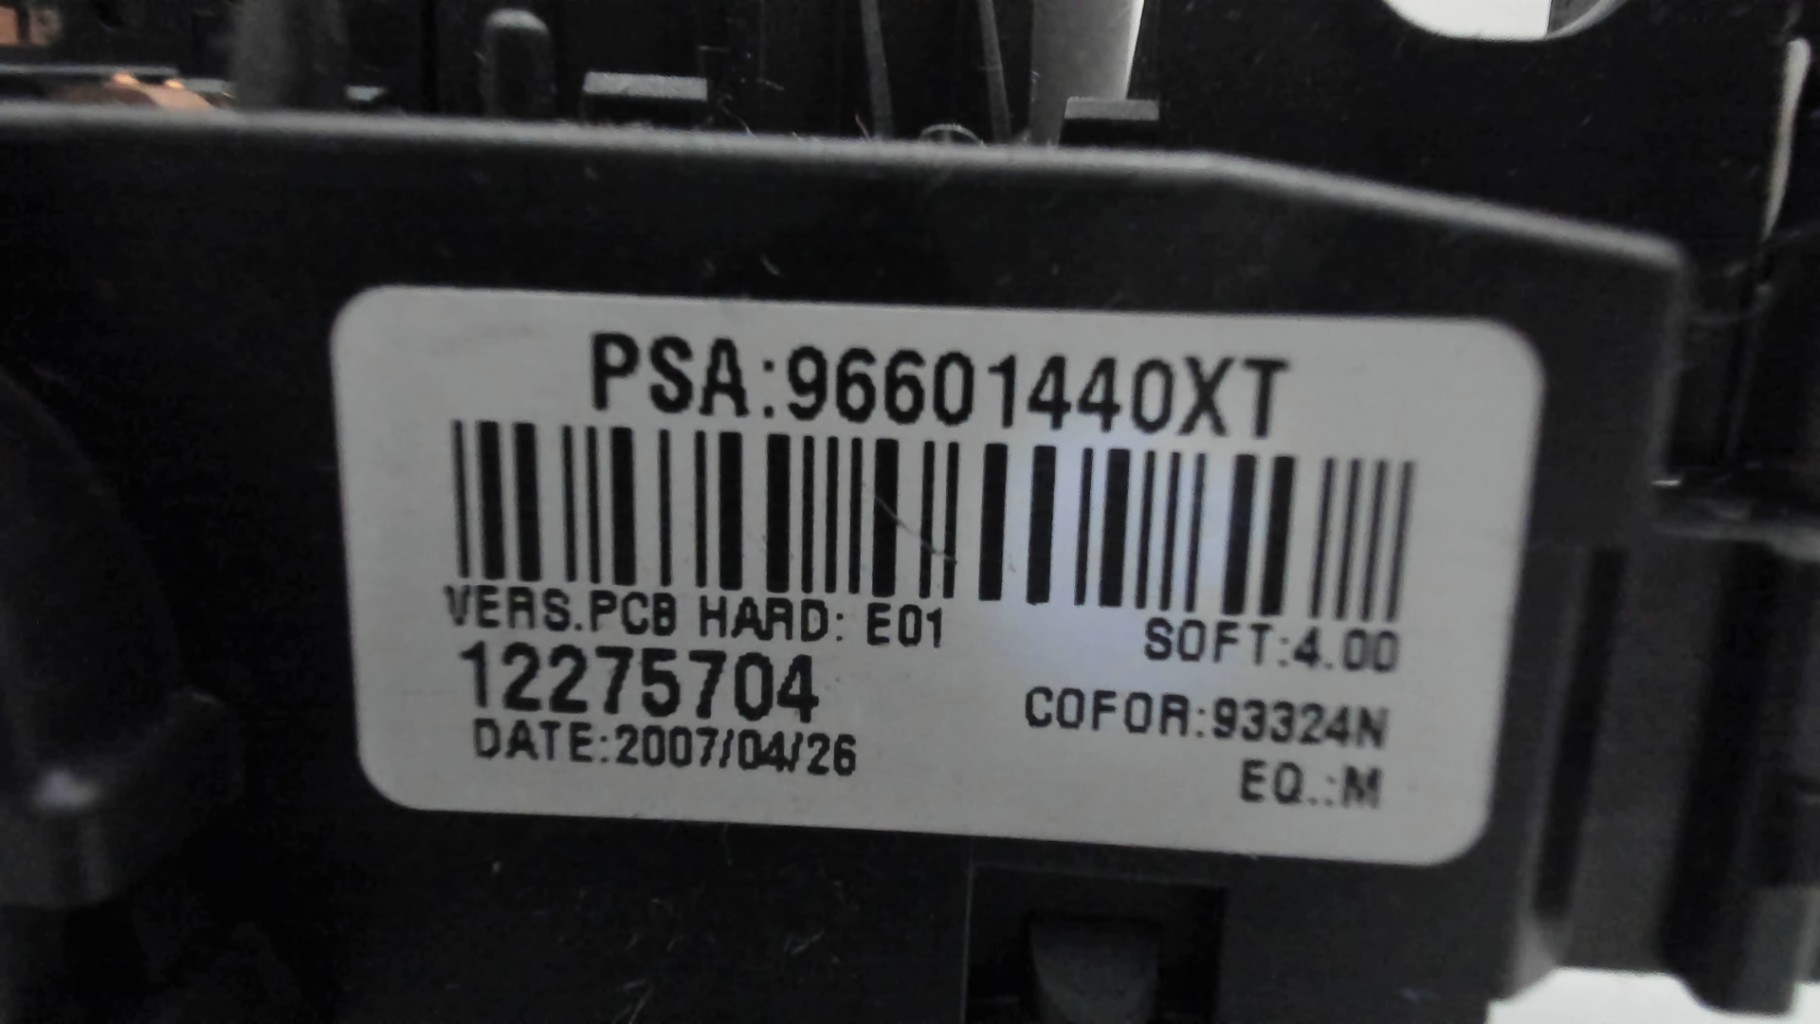 PSA:96601440XT
VERS.PCB HARD: E01
SOFT:4.00
12275704
COFOR:93324N
DATE:2007/04/26
EQ.:M